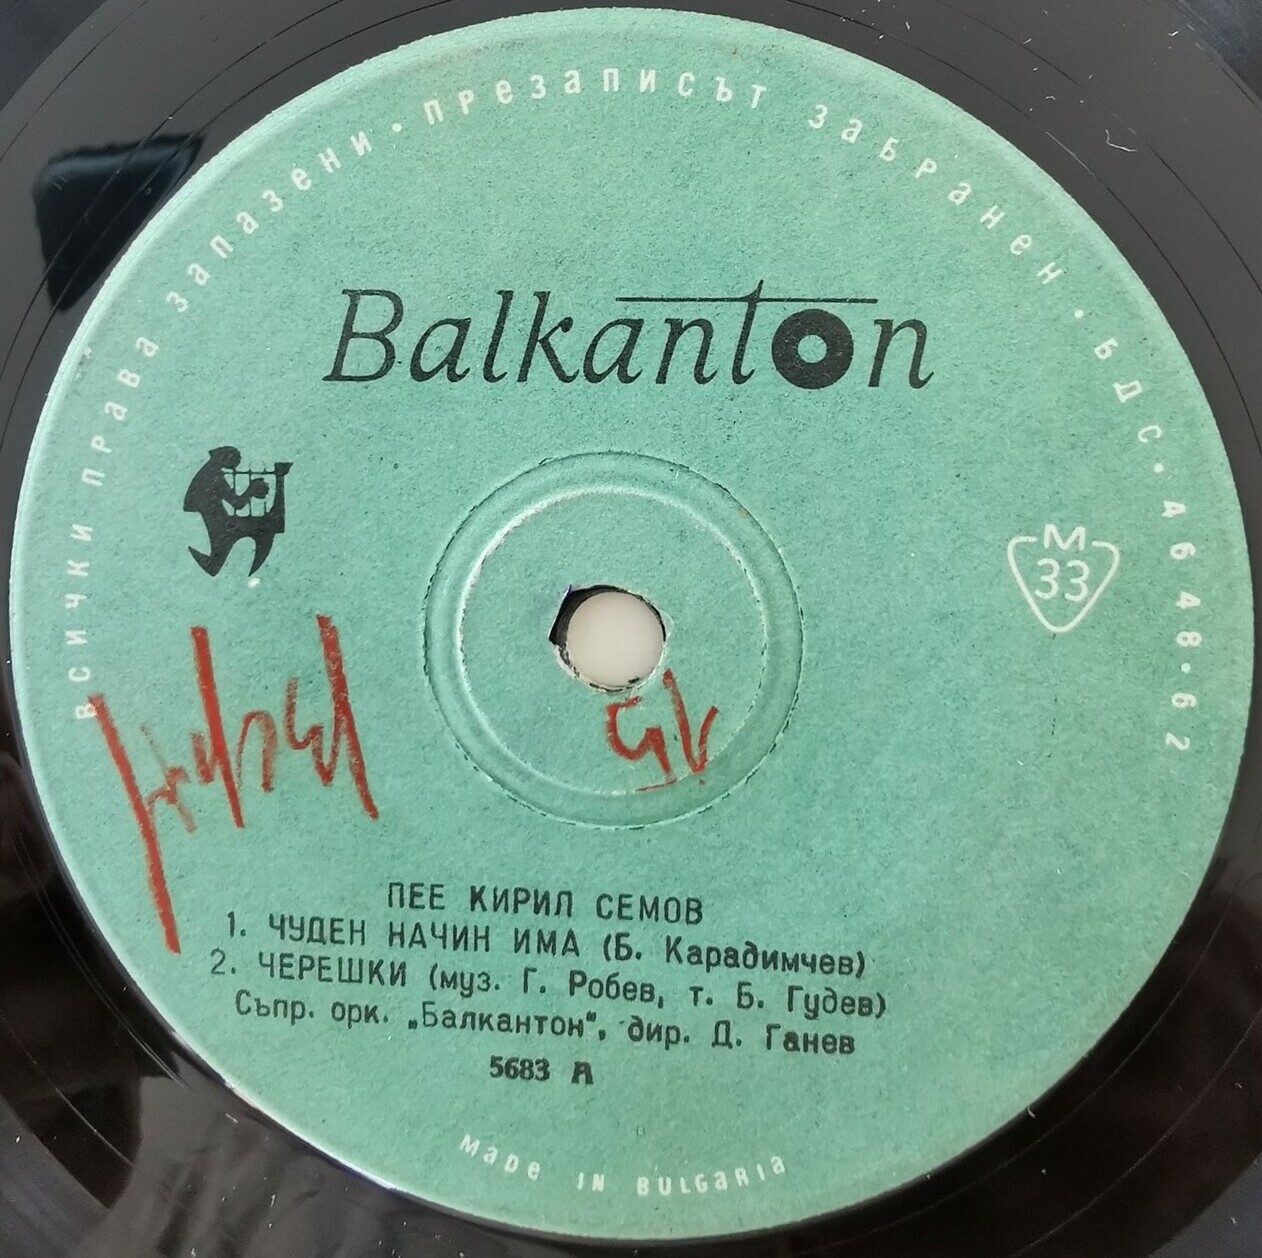 ВСИЧКИ ПРАВА ЗАПАЗЕНИ · ПРЕЗАПИСЪТ ЗАБРАНЕН · БДС · 4648·62
Balkanton
М
33
ПЕЕ КИРИЛ СЕМОВ
1. ЧУДЕН НАЧИН ИМА (Б. Карадимчев)
2. ЧЕРЕШКИ (муз. Г. Робев, т. Б. Гудев)
Съпр. орк. „Балкантон", дир. Д. Ганев
5683 А
MADE IN BULGARIA